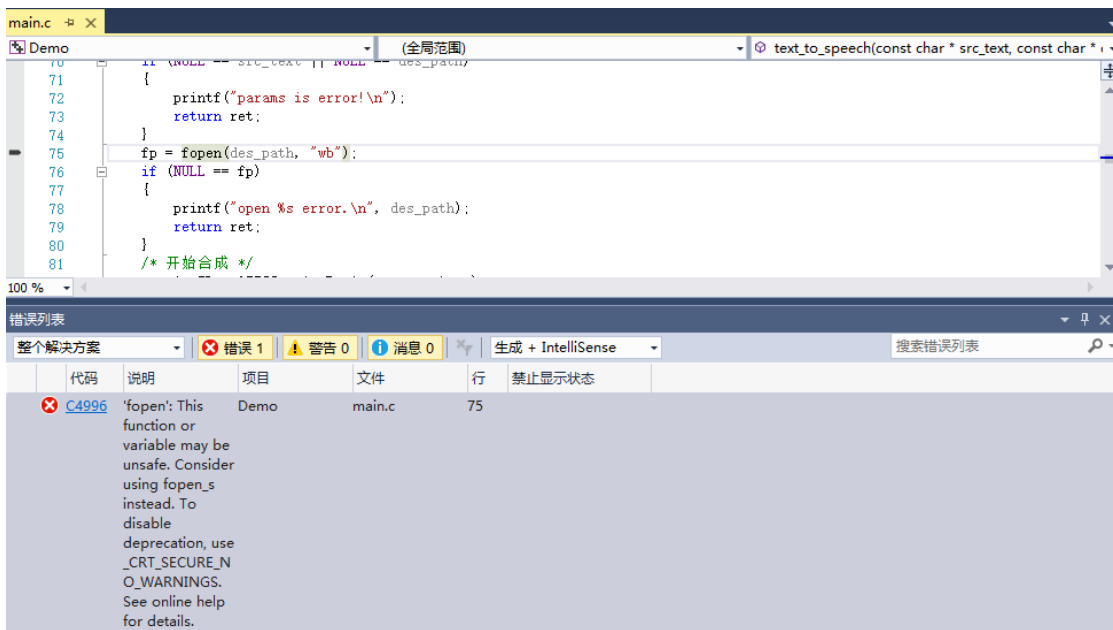 main.c
Demo (全局范围) text_to_speech(const char * src_text, const char *
70 if (NULL == src_text || NULL == des_path)
71 {
72 printf("params is error!\n");
73 return ret;
74 }
75 fp = fopen(des_path, "wb");
76 if (NULL == fp)
77 {
78 printf("open %s error.\n", des_path);
79 return ret;
80 }
81 /* 开始合成 */
100 %
错误列表
整个解决方案 错误 1 警告 0 消息 0 生成 + IntelliSense 搜索错误列表
代码 说明 项目 文件 行 禁止显示状态
C4996 'fopen': This Demo main.c 75
function or
variable may be
unsafe. Consider
using fopen_s
instead. To
disable
deprecation, use
_CRT_SECURE_N
O_WARNINGS.
See online help
for details.